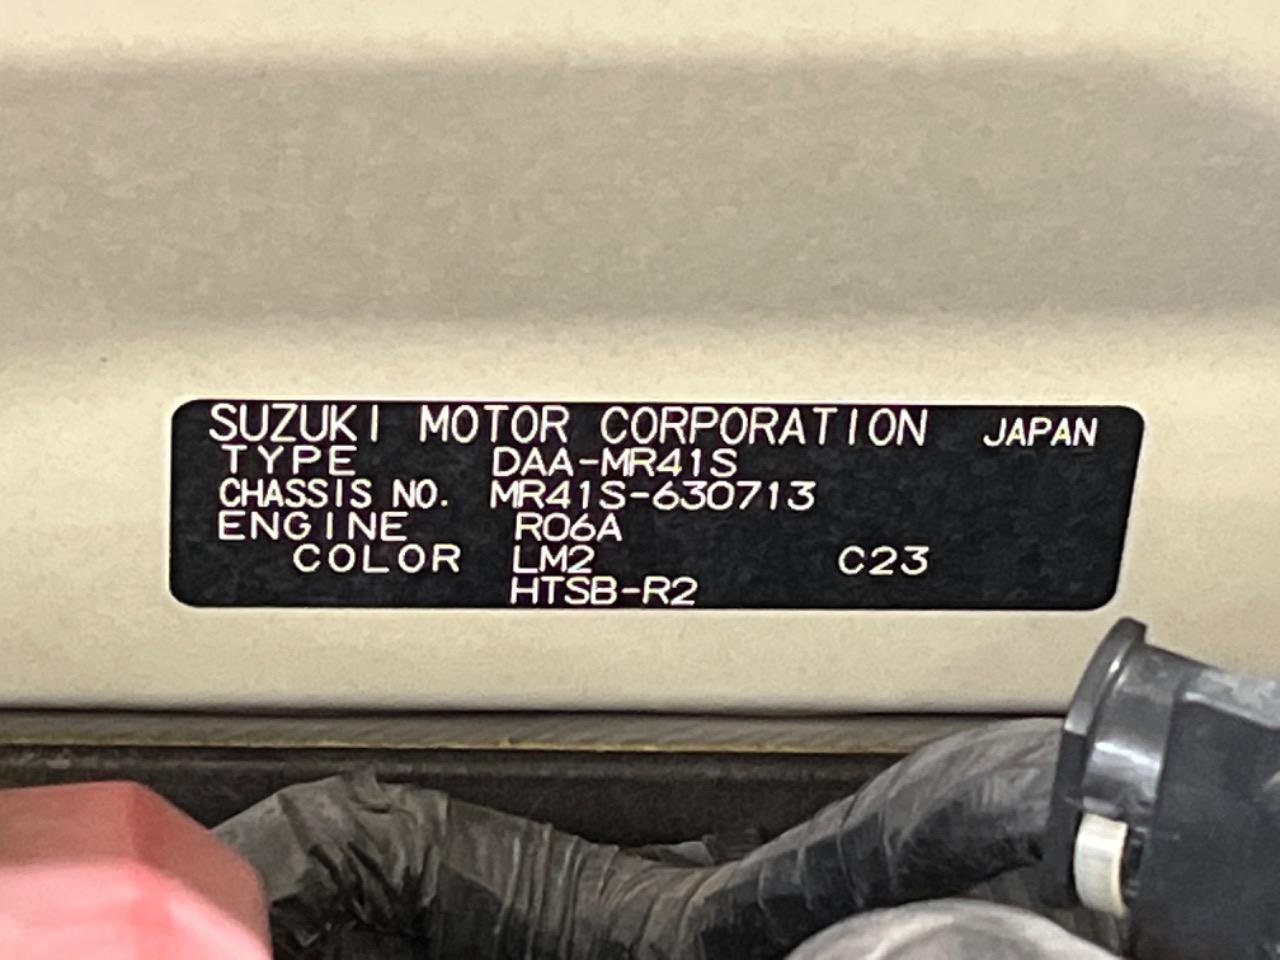 SUZUKI MOTOR CORPORATION JAPAN
TYPE DAA-MR41S
CHASSIS NO. MR41S-630713
ENGINE R06A
COLOR LM2 C23
HTSB-R2